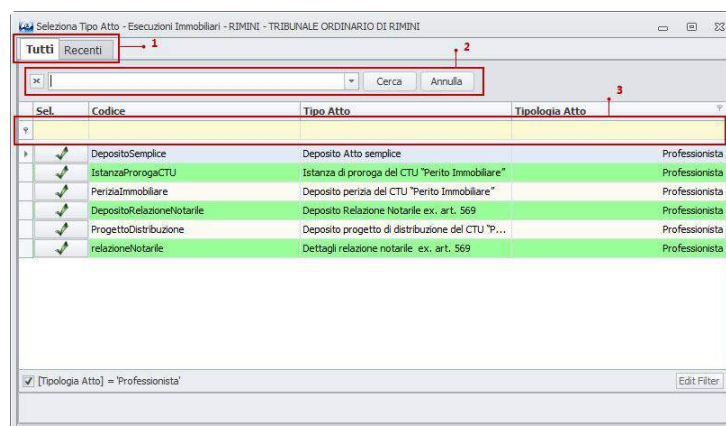 Seleziona Tipo Atto - Esecuzioni Immobiliari - RIMINI - TRIBUNALE ORDINARIO DI RIMINI
Tutti Recenti 1
2
Cerca Annulla
3
Sel. Codice Tipo Atto Tipologia Atto
DepositoSemplice Deposito Atto semplice Professionista
IstanzaProrogaCTU Istanza di proroga del CTU "Perito Immobiliare" Professionista
PeriziaImmobiliare Deposito perizia del CTU "Perito Immobiliare" Professionista
DepositoRelazioneNotarile Deposito Relazione Notarile ex. art. 569 Professionista
ProgettoDistribuzione Deposito progetto di distribuzione del CTU "P... Professionista
relazioneNotarile Dettagli relazione notarile ex. art. 569 Professionista
[Tipologia Atto] = 'Professionista' Edit Filter